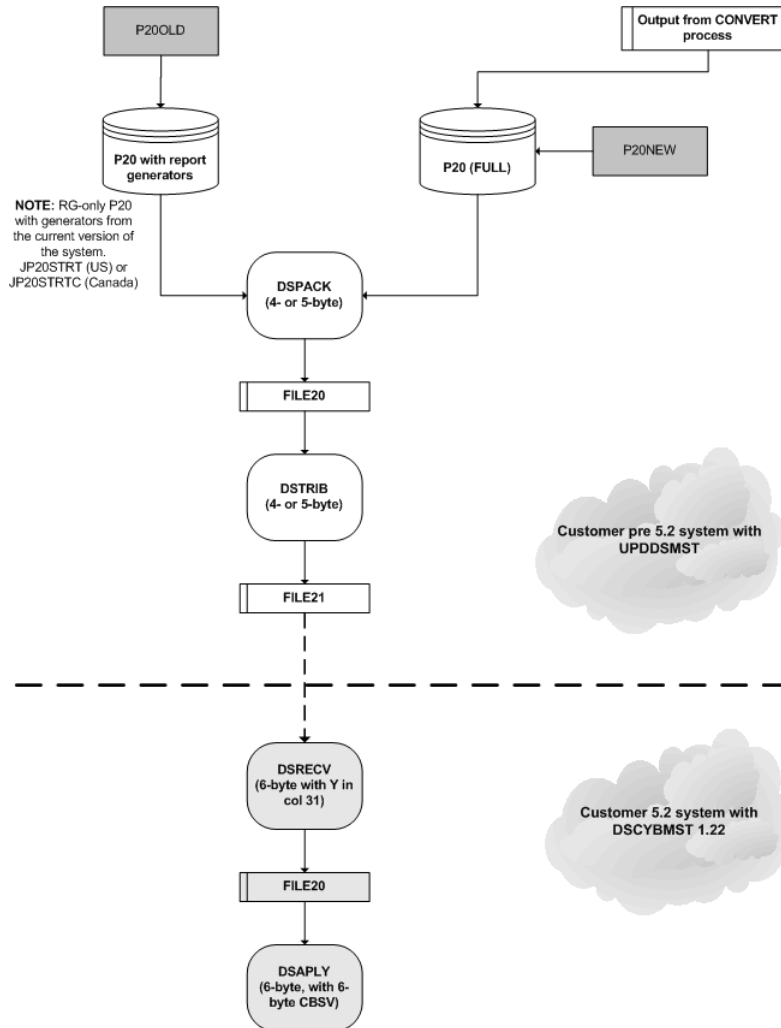 P20OLD
Output from CONVERT
process
P20 with report
generators
P20 (FULL)
P20NEW
NOTE: RG-only P20
with generators from
the current version of
the system.
JP20STRT (US) or
JP20STRTC (Canada)
DSPACK
(4- or 5-byte)
FILE20
DSTRIB
(4- or 5-byte)
Customer pre 5.2 system with
UPDDSMST
FILE21
DSRECV
(6-byte with Y in
col 31)
Customer 5.2 system with
DSCYBMST 1.22
FILE20
DSAPLY
(6-byte, with 6-
byte CBSV)